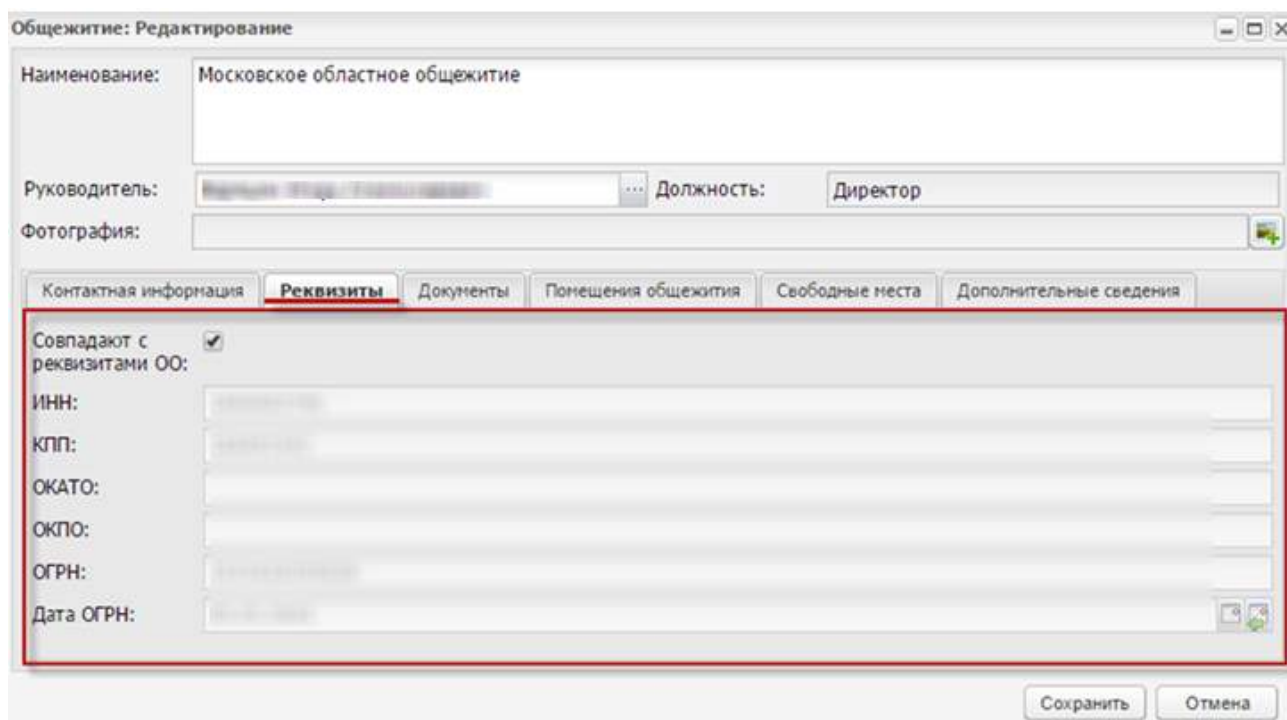 Общежитие: Редактирование
Наименование: Московское областное общежитие
Руководитель: ... Должность: Директор
Фотография:
Контактная информация Реквизиты Документы Помещения общежития Свободные места Дополнительные сведения
Совпадают с
реквизитами ОО:
ИНН:
КПП:
ОКАТО:
ОКПО:
ОГРН:
Дата ОГРН:
Сохранить Отмена